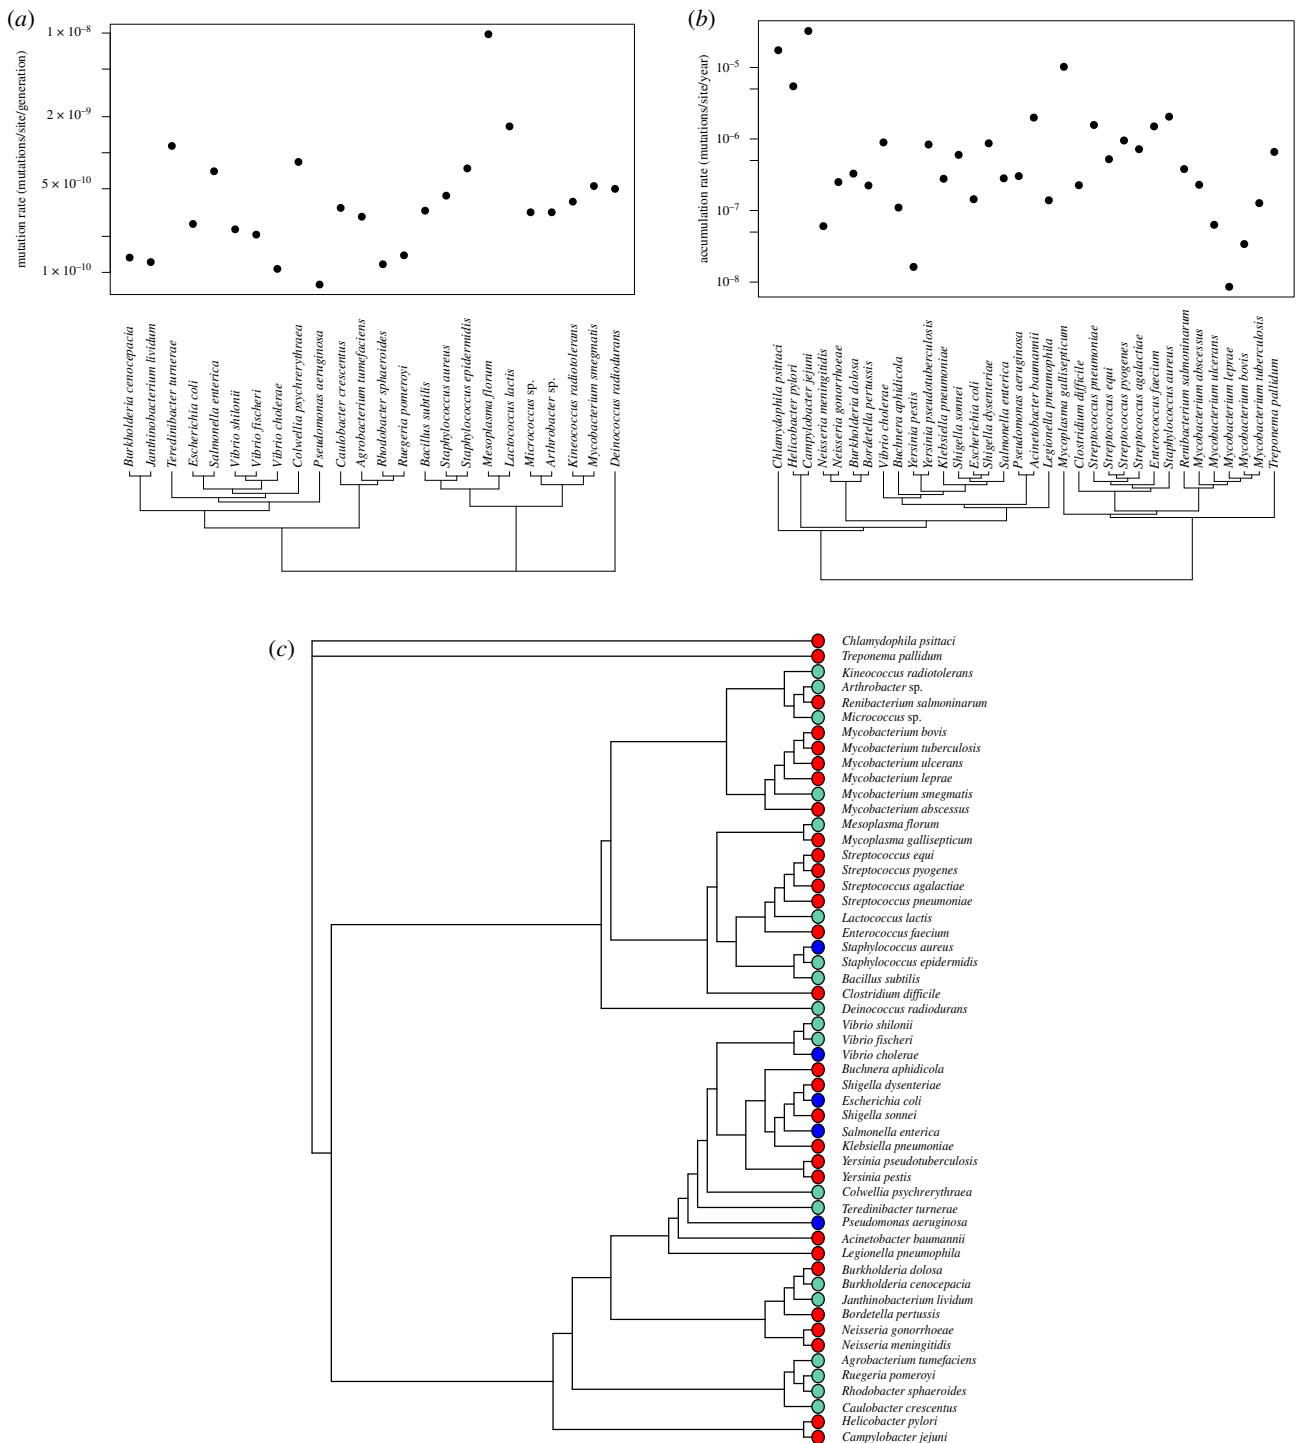 (a)
mutation rate (mutations/site/generation)
1 × 10⁻⁸
2 × 10⁻⁹
5 × 10⁻¹⁰
1 × 10⁻¹⁰
Burkholderia cenocepacia
Janthinobacterium lividum
Teredinibacter turnerae
Escherichia coli
Salmonella enterica
Vibrio shilonii
Vibrio fischeri
Vibrio cholerae
Colwellia psychrerythraea
Pseudomonas aeruginosa
Caulobacter crescentus
Agrobacterium tumefaciens
Rhodobacter sphaeroides
Ruegeria pomeroyi
Bacillus subtilis
Staphylococcus aureus
Staphylococcus epidermidis
Mesoplasma florum
Lactococcus lactis
Micrococcus sp.
Arthrobacter sp.
Kineococcus radiotolerans
Mycobacterium smegmatis
Deinococcus radiodurans
(b)
accumulation rate (mutations/site/year)
10⁻⁵
10⁻⁶
10⁻⁷
10⁻⁸
Chlamydophila psittaci
Helicobacter pylori
Campylobacter jejuni
Neisseria meningitidis
Neisseria gonorrhoeae
Burkholderia dolosa
Bordetella pertussis
Vibrio cholerae
Buchnera aphidicola
Yersinia pestis
Yersinia pseudotuberculosis
Klebsiella pneumoniae
Shigella sonnei
Escherichia coli
Shigella dysenteriae
Salmonella enterica
Pseudomonas aeruginosa
Acinetobacter baumannii
Legionella pneumophila
Mycoplasma gallisepticum
Clostridium difficile
Streptococcus pneumoniae
Streptococcus equi
Streptococcus pyogenes
Streptococcus agalactiae
Enterococcus faecium
Staphylococcus aureus
Renibacterium salmoninarum
Mycobacterium abscessus
Mycobacterium ulcerans
Mycobacterium leprae
Mycobacterium bovis
Mycobacterium tuberculosis
Treponema pallidum
(c)
Chlamydophila psittaci
Treponema pallidum
Kineococcus radiotolerans
Arthrobacter sp.
Renibacterium salmoninarum
Micrococcus sp.
Mycobacterium bovis
Mycobacterium tuberculosis
Mycobacterium ulcerans
Mycobacterium leprae
Mycobacterium smegmatis
Mycobacterium abscessus
Mesoplasma florum
Mycoplasma gallisepticum
Streptococcus equi
Streptococcus pyogenes
Streptococcus agalactiae
Streptococcus pneumoniae
Lactococcus lactis
Enterococcus faecium
Staphylococcus aureus
Staphylococcus epidermidis
Bacillus subtilis
Clostridium difficile
Deinococcus radiodurans
Vibrio shilonii
Vibrio fischeri
Vibrio cholerae
Buchnera aphidicola
Shigella dysenteriae
Escherichia coli
Shigella sonnei
Salmonella enterica
Klebsiella pneumoniae
Yersinia pseudotuberculosis
Yersinia pestis
Colwellia psychrerythraea
Teredinibacter turnerae
Pseudomonas aeruginosa
Acinetobacter baumannii
Legionella pneumophila
Burkholderia dolosa
Burkholderia cenocepacia
Janthinobacterium lividum
Bordetella pertussis
Neisseria gonorrhoeae
Neisseria meningitidis
Agrobacterium tumefaciens
Ruegeria pomeroyi
Rhodobacter sphaeroides
Caulobacter crescentus
Helicobacter pylori
Campylobacter jejuni